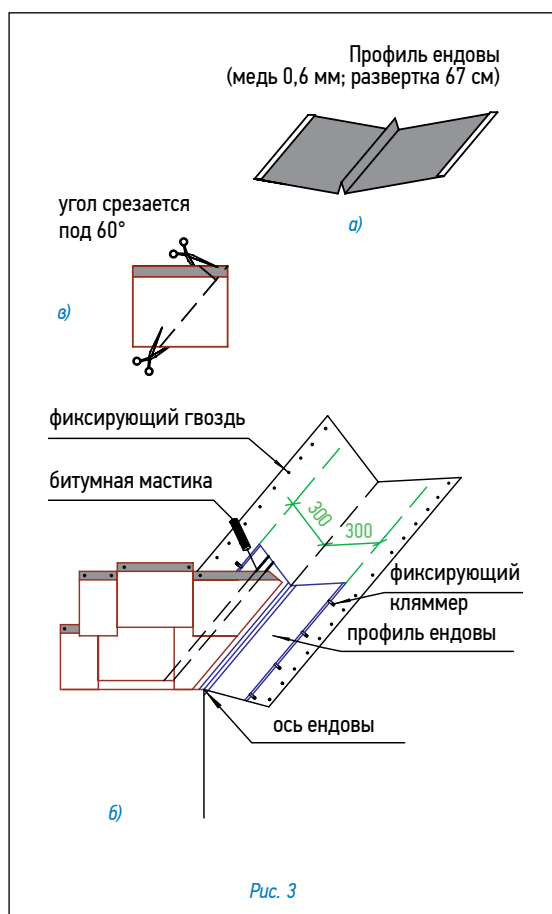 Профиль ендовы
(медь 0,6 мм; развертка 67 см)
а)
угол срезается
под 60°
в)
фиксирующий гвоздь
битумная мастика
300
300
фиксирующий
кляммер
профиль ендовы
ось ендовы
б)
Рис. 3